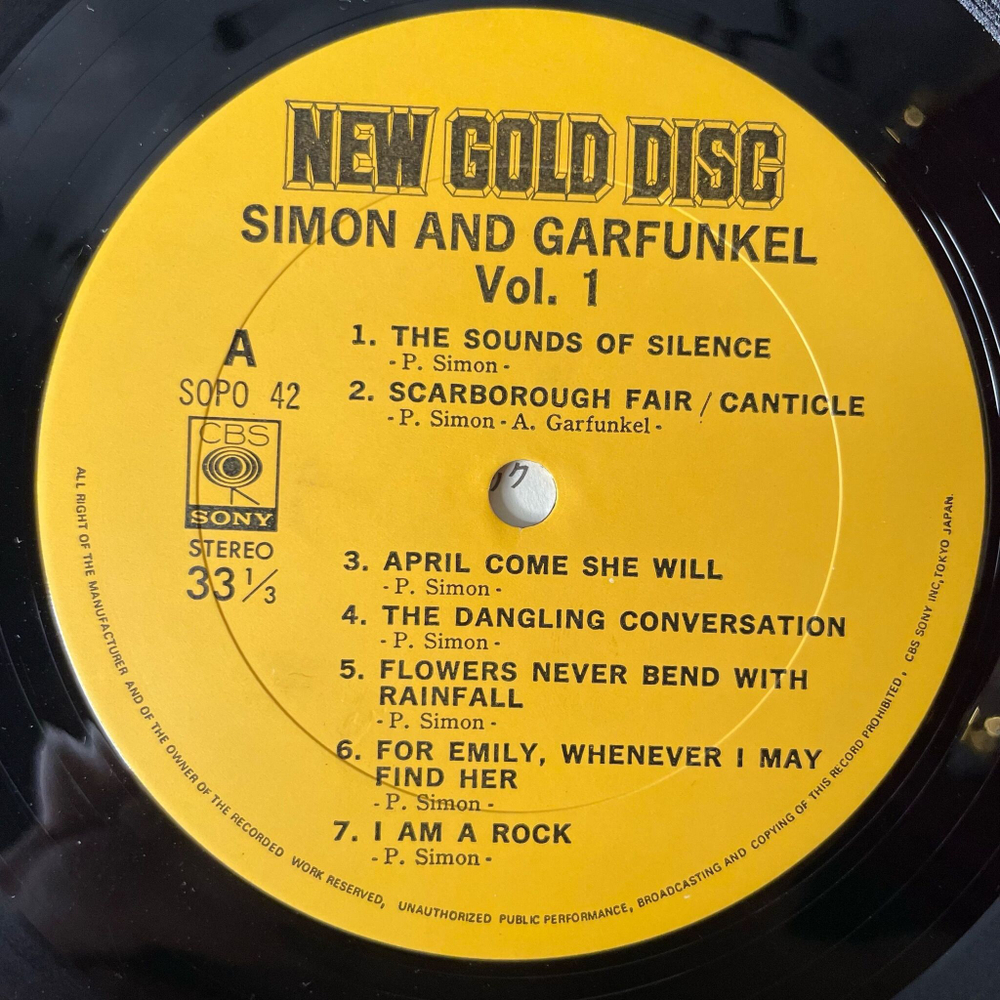 NEW GOLD DISC
SIMON AND GARFUNKEL
Vol. 1
A
SOPO 42
CBS
SONY
STEREO
33 1/3
1. THE SOUNDS OF SILENCE
- P. Simon -
2. SCARBOROUGH FAIR / CANTICLE
- P. Simon - A. Garfunkel -
3. APRIL COME SHE WILL
- P. Simon -
4. THE DANGLING CONVERSATION
- P. Simon -
5. FLOWERS NEVER BEND WITH
RAINFALL
- P. Simon -
6. FOR EMILY, WHENEVER I MAY
FIND HER
- P. Simon -
7. I AM A ROCK
- P. Simon -
ALL RIGHT OF THE MANUFACTURER AND OF THE OWNER OF THE RECORDED WORK RESERVED, UNAUTHORIZED PUBLIC PERFORMANCE, BROADCASTING AND COPYING OF THIS RECORD PROHIBITED, CBS SONY INC, TOKYO JAPAN.